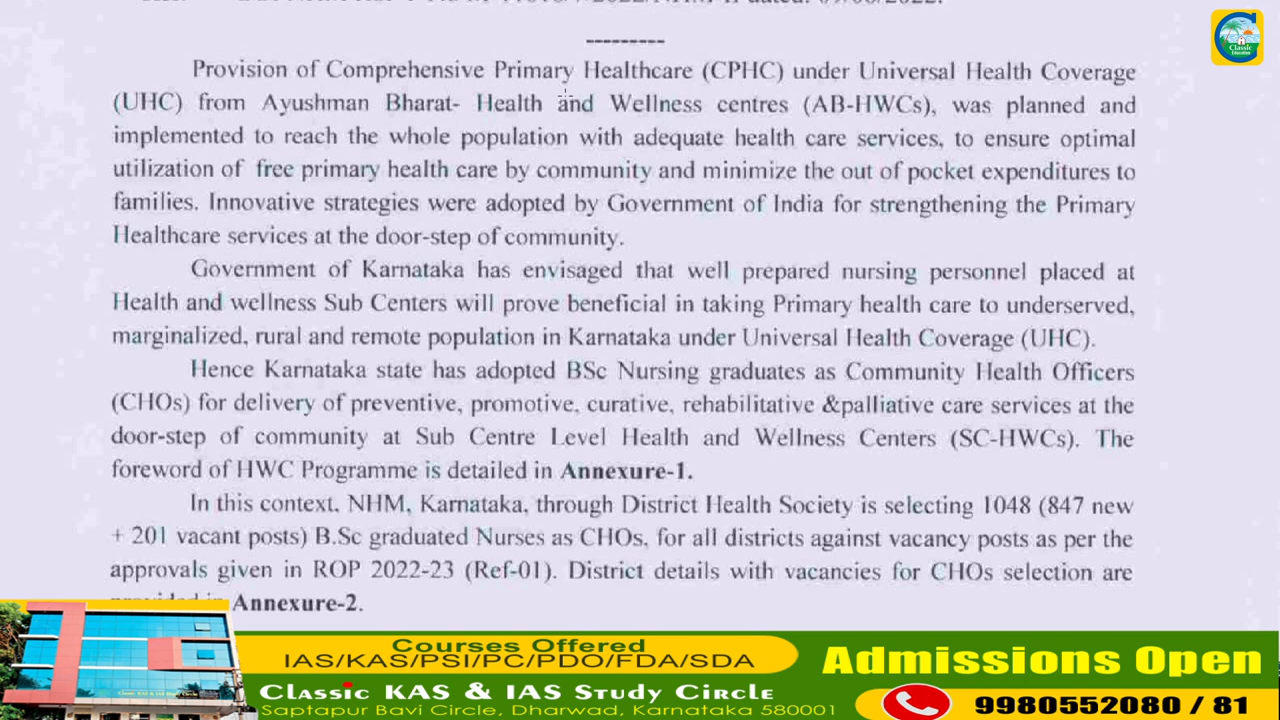 ---------
Provision of Comprehensive Primary Healthcare (CPHC) under Universal Health Coverage
(UHC) from Ayushman Bharat- Health and Wellness centres (AB-HWCs), was planned and
implemented to reach the whole population with adequate health care services, to ensure optimal
utilization of free primary health care by community and minimize the out of pocket expenditures to
families. Innovative strategies were adopted by Government of India for strengthening the Primary
Healthcare services at the door-step of community.
Government of Karnataka has envisaged that well prepared nursing personnel placed at
Health and wellness Sub Centers will prove beneficial in taking Primary health care to underserved,
marginalized, rural and remote population in Karnataka under Universal Health Coverage (UHC).
Hence Karnataka state has adopted BSc Nursing graduates as Community Health Officers
(CHOs) for delivery of preventive, promotive, curative, rehabilitative &palliative care services at the
door-step of community at Sub Centre Level Health and Wellness Centers (SC-HWCs). The
foreword of HWC Programme is detailed in Annexure-1.
In this context, NHM, Karnataka, through District Health Society is selecting 1048 (847 new
+ 201 vacant posts) B.Sc graduated Nurses as CHOs, for all districts against vacancy posts as per the
approvals given in ROP 2022-23 (Ref-01). District details with vacancies for CHOs selection are
Annexure-2.
Classic
Education
Courses Offered
IAS/KAS/PSI/PC/PDO/FDA/SDA
Classic KAS & IAS Study Circle
Saptapur Bavi Circle, Dharwad, Karnataka 580001
Admissions Open
9980552080 / 81